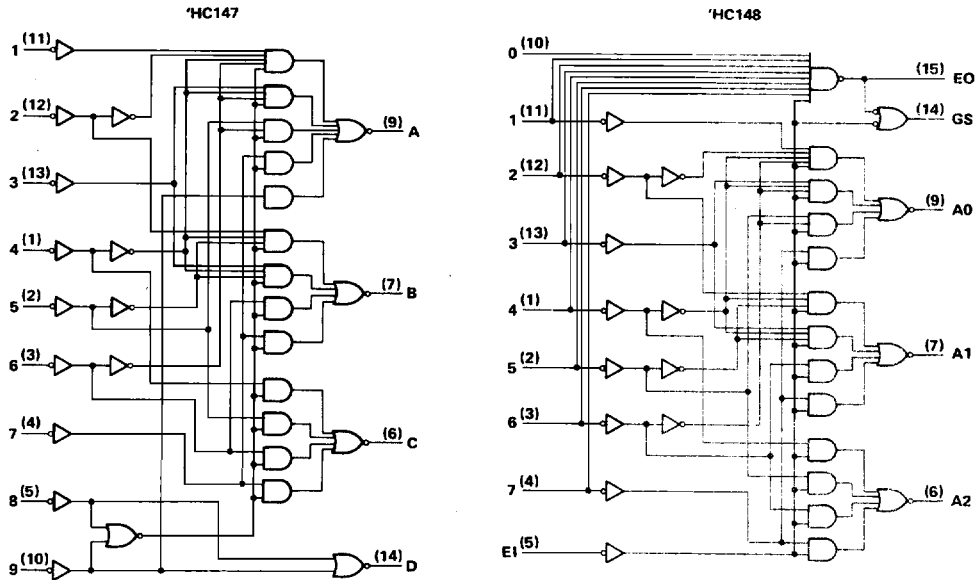 'HC147
1 (11)
2 (12)
3 (13)
4 (1)
5 (2)
6 (3)
7 (4)
8 (5)
9 (10)
(9) A
(7) B
(6) C
(14) D
'HC148
0 (10)
1 (11)
2 (12)
3 (13)
4 (1)
5 (2)
6 (3)
7 (4)
EI (5)
(15) EO
(14) GS
(9) A0
(7) A1
(6) A2